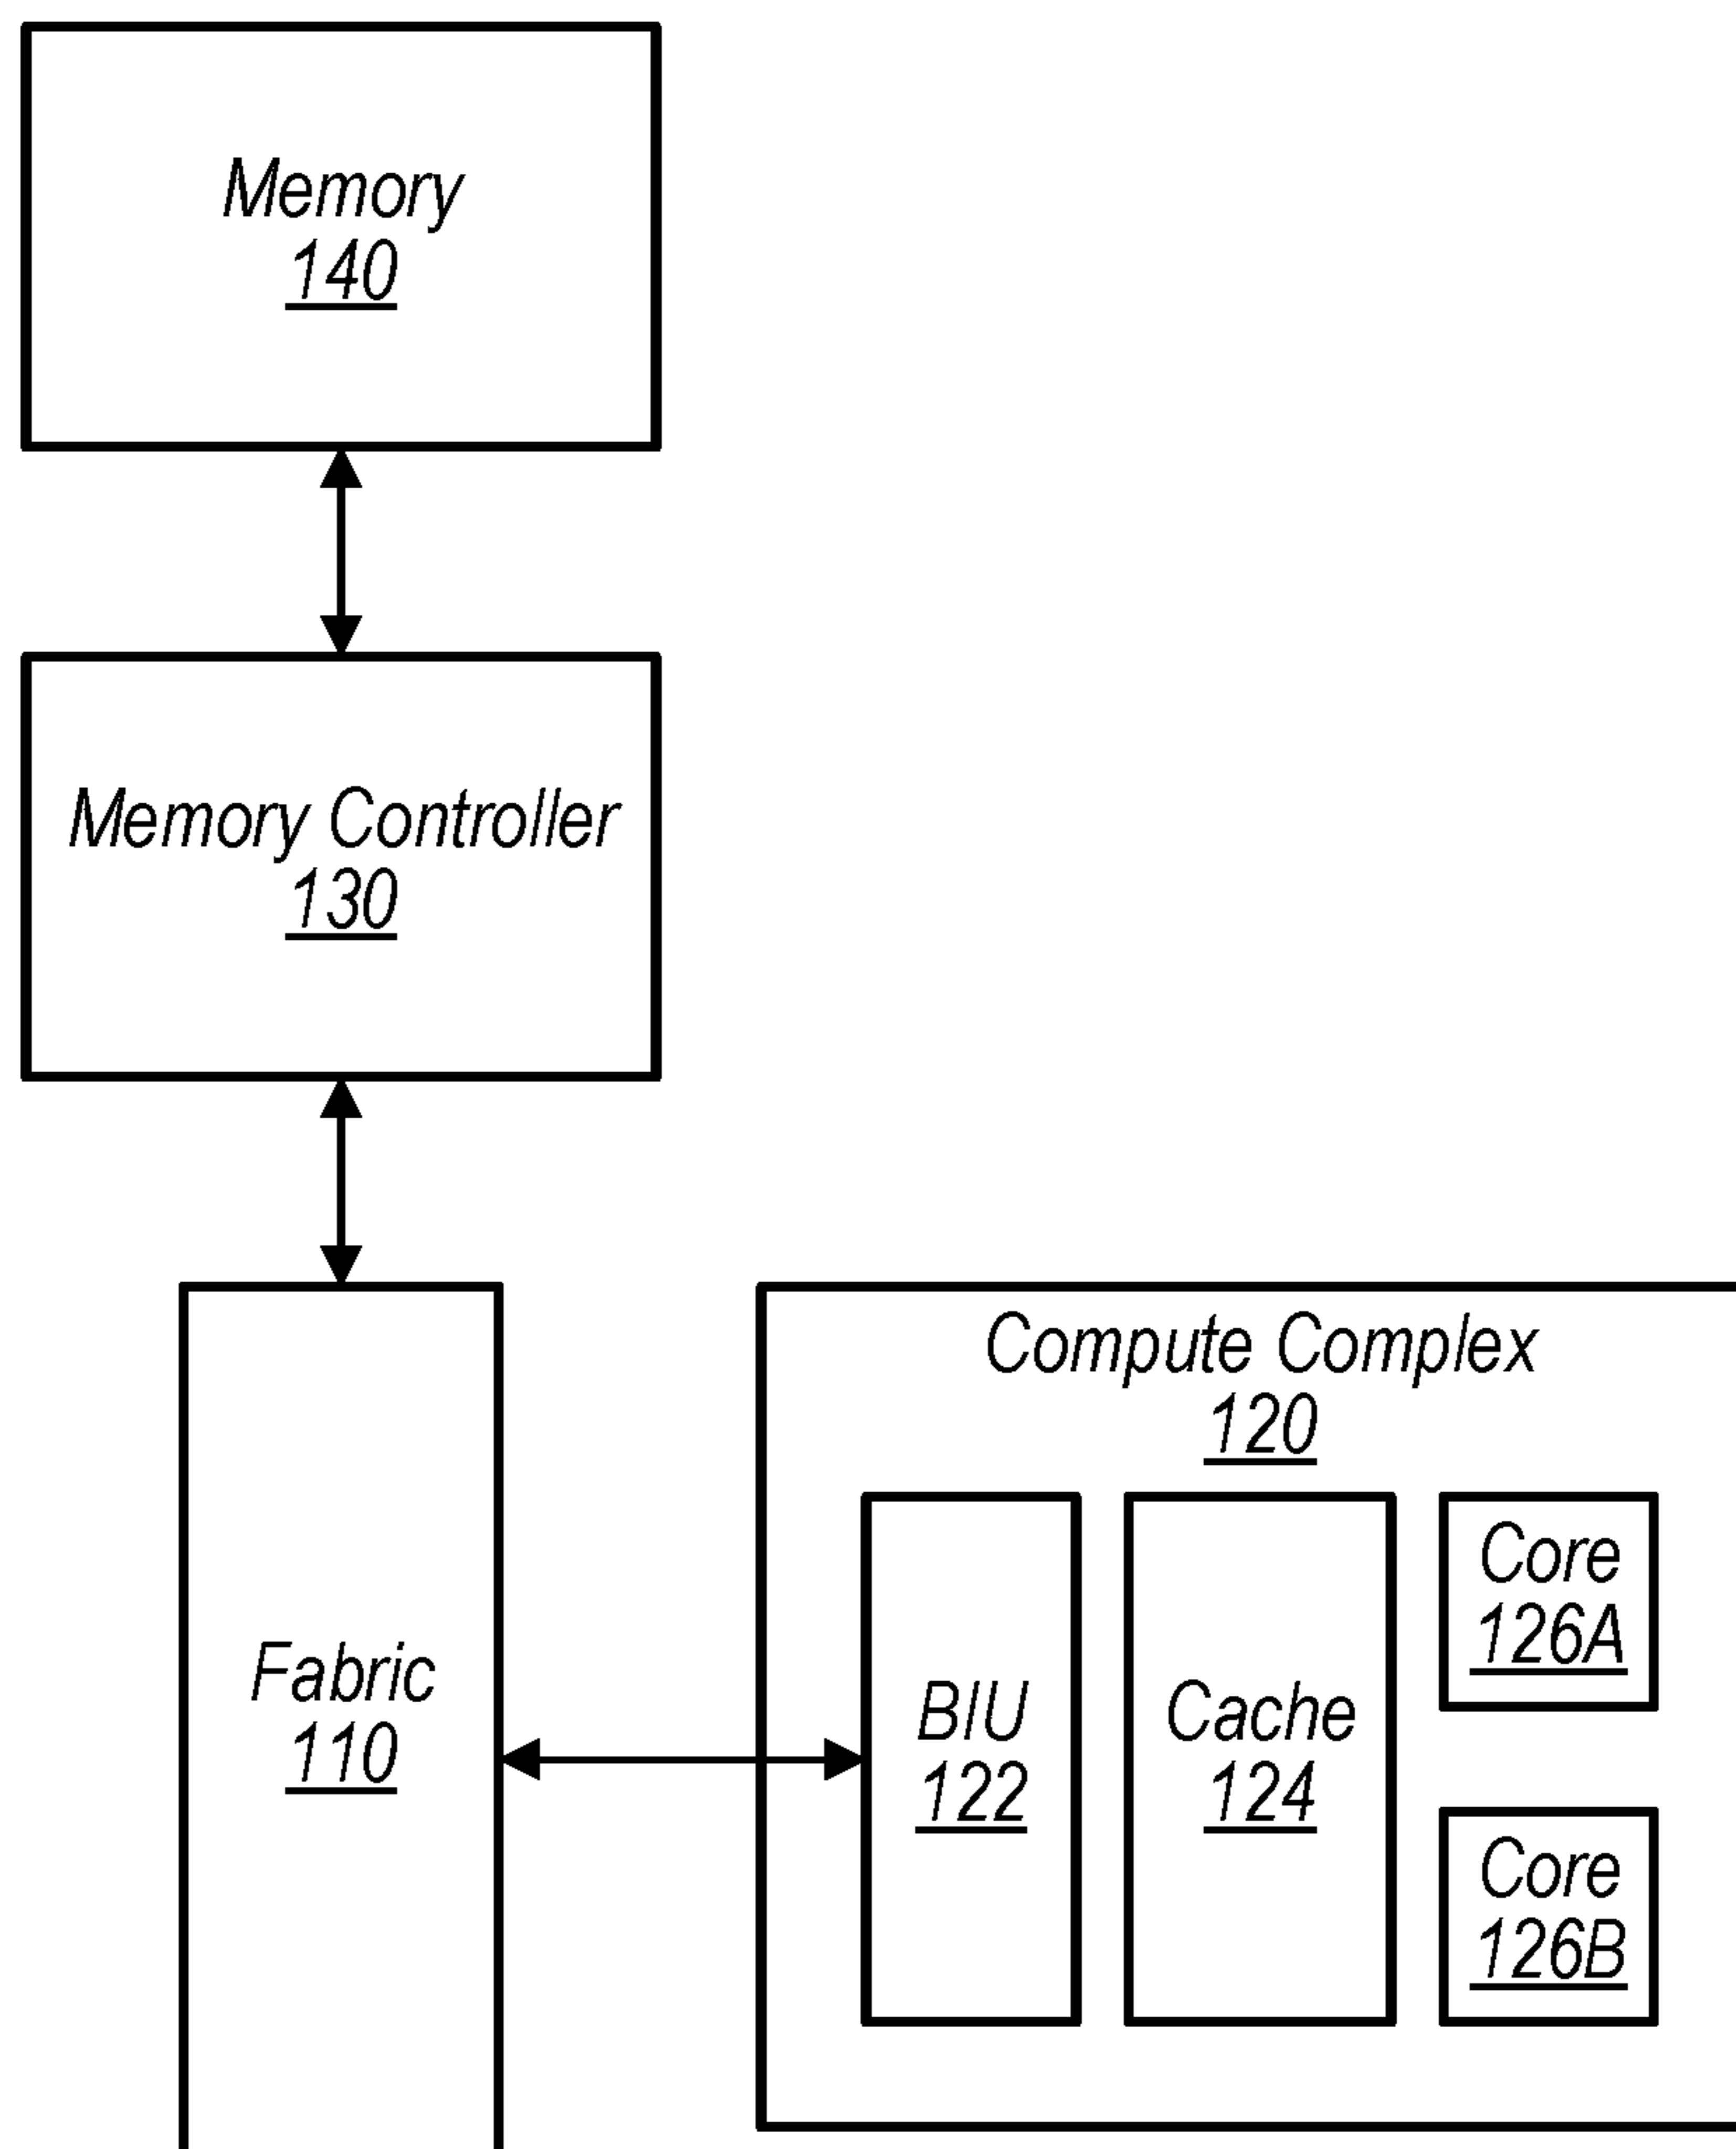 Memory
140
Memory Controller
130
Compute Complex
120
Fabric
110
BIU
122
Cache
124
Core
126A
Core
126B